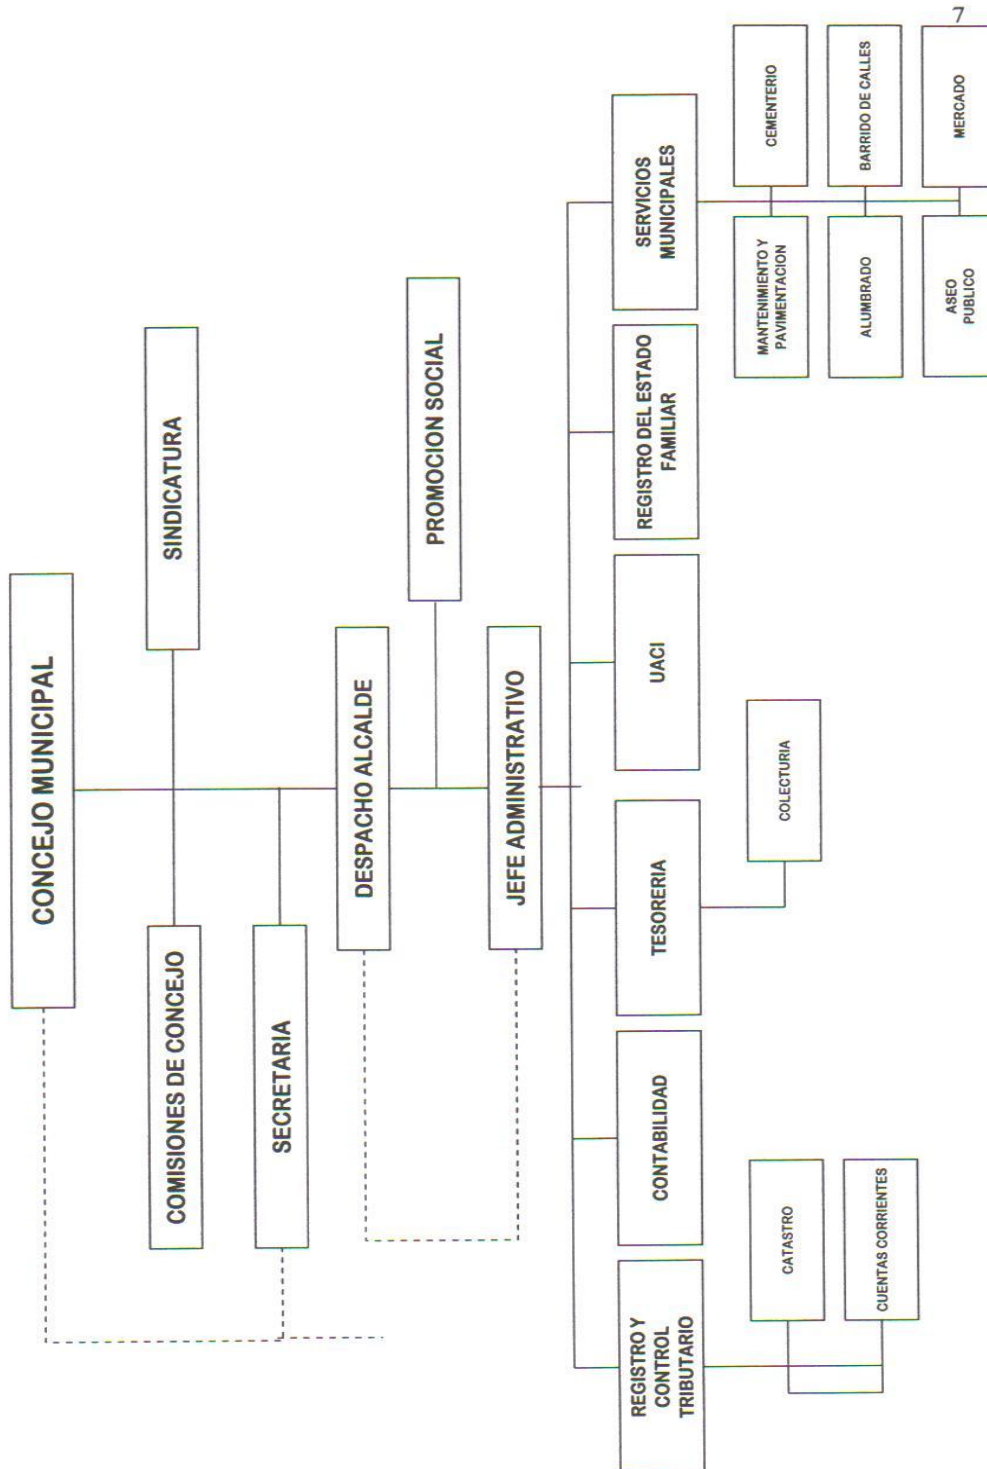 7
CONCEJO MUNICIPAL
SINDICATURA
COMISIONES DE CONCEJO
SECRETARIA
DESPACHO ALCALDE
PROMOCION SOCIAL
JEFE ADMINISTRATIVO
REGISTRO Y
CONTROL
TRIBUTARIO
CONTABILIDAD
TESORERIA
UACI
REGISTRO DEL ESTADO
FAMILIAR
SERVICIOS
MUNICIPALES
CATASTRO
CUENTAS CORRIENTES
COLECTURIA
MANTENIMIENTO Y
PAVIMENTACION
CEMENTERIO
ALUMBRADO
BARRIDO DE CALLES
ASEO
PUBLICO
MERCADO